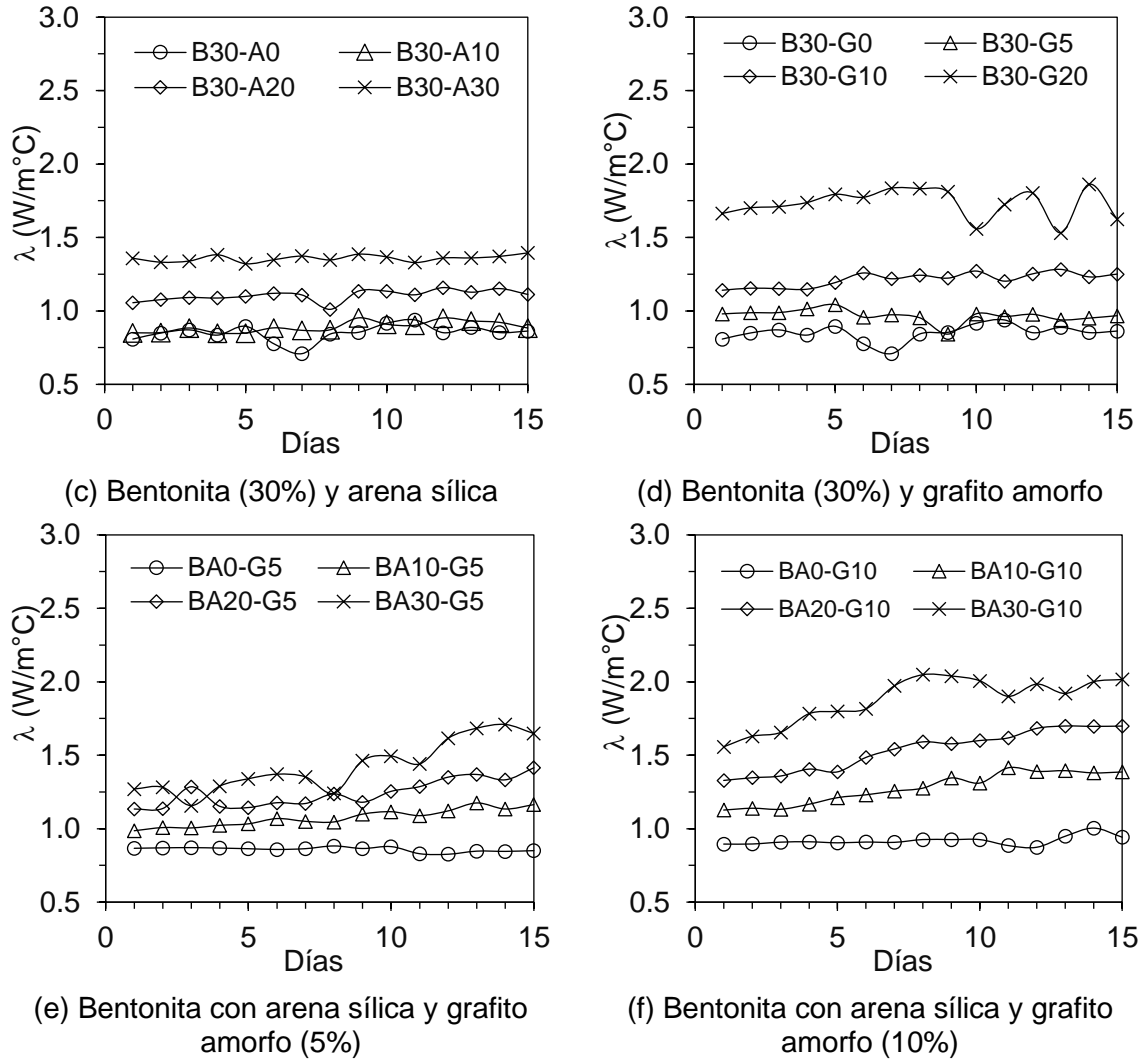 3.0
2.5
2.0
1.5
1.0
0.5
λ (W/m°C)
B30-A0 B30-A10
B30-A20 B30-A30
0 5 10 15
Días
(c) Bentonita (30%) y arena sílica
3.0
2.5
2.0
1.5
1.0
0.5
λ (W/m°C)
B30-G0 B30-G5
B30-G10 B30-G20
0 5 10 15
Días
(d) Bentonita (30%) y grafito amorfo
3.0
2.5
2.0
1.5
1.0
0.5
λ (W/m°C)
BA0-G5 BA10-G5
BA20-G5 BA30-G5
0 5 10 15
Días
(e) Bentonita con arena sílica y grafito
amorfo (5%)
3.0
2.5
2.0
1.5
1.0
0.5
λ (W/m°C)
BA0-G10 BA10-G10
BA20-G10 BA30-G10
0 5 10 15
Días
(f) Bentonita con arena sílica y grafito
amorfo (10%)